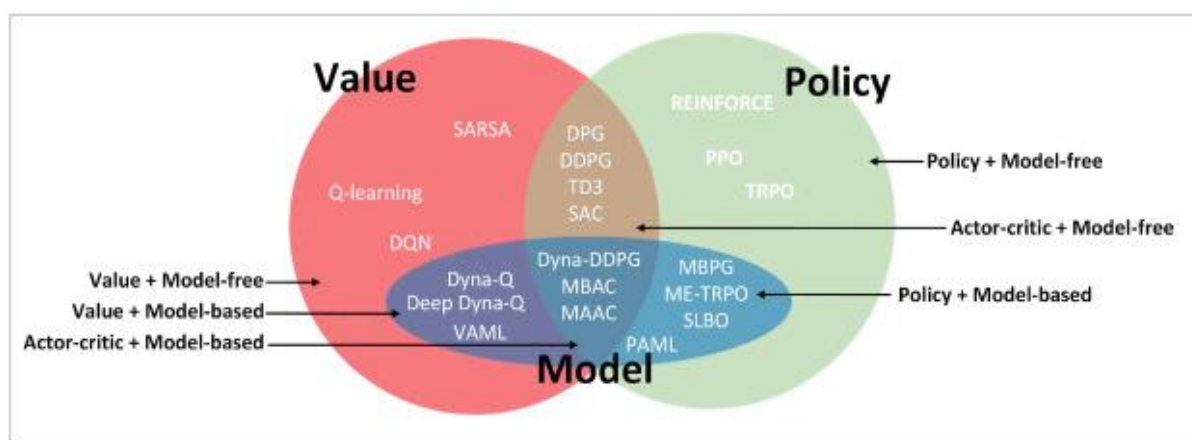 Value
Policy
REINFORCE
SARSA
DPG
DDPG
TD3
SAC
PPO
TRPO
Policy + Model-free
Q-learning
DQN
Actor-critic + Model-free
Value + Model-free
Value + Model-based
Actor-critic + Model-based
Dyna-Q
Deep Dyna-Q
VAML
Dyna-DDPG
MBAC
MAAC
MBPG
ME-TRPO
SLBO
PAML
Policy + Model-based
Model